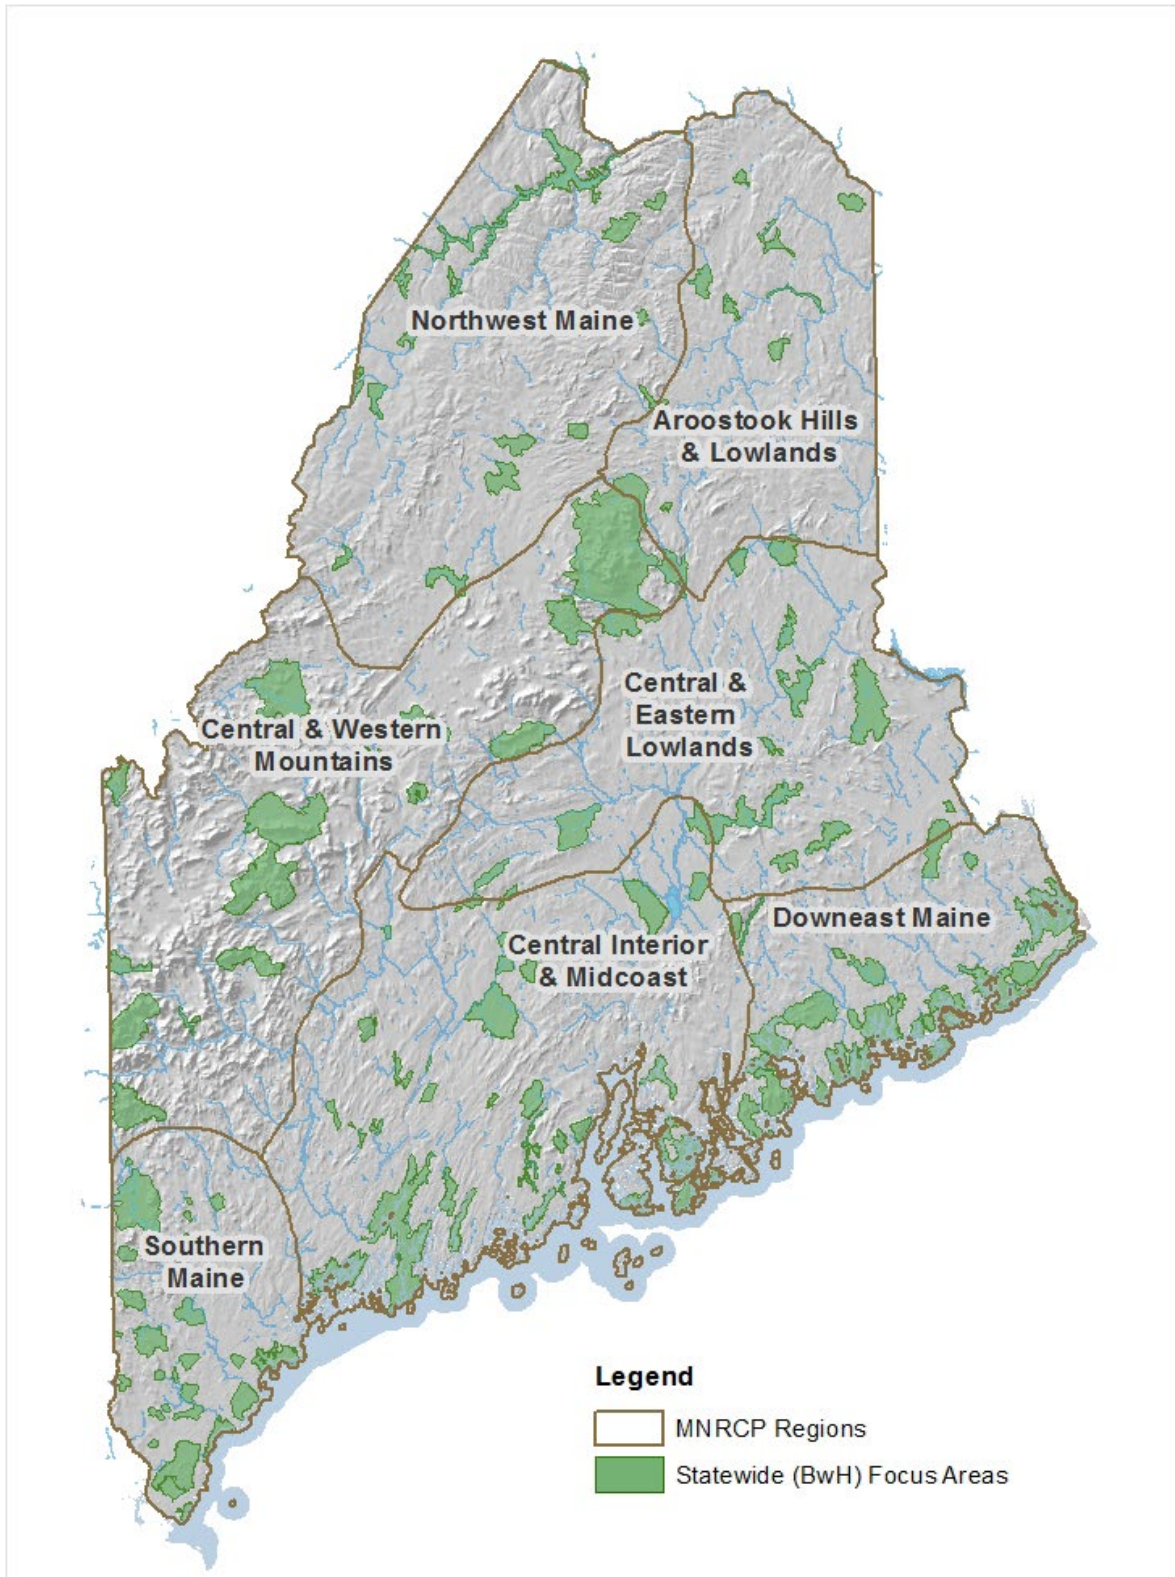 Northwest Maine
Aroostook Hills
& Lowlands
Central &
Eastern
Lowlands
Central & Western
Mountains
Downeast Maine
Central Interior
& Midcoast
Southern
Maine
Legend
MNRCP Regions
Statewide (BwH) Focus Areas